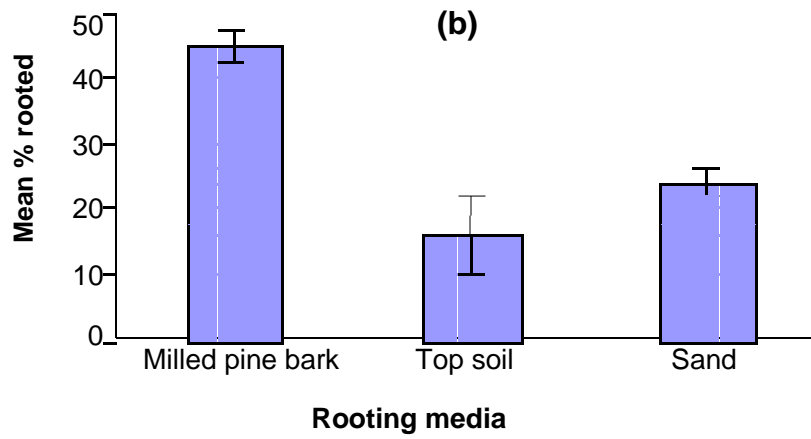 (b)
Mean % rooted
50
40
30
20
10
0
Milled pine bark
Top soil
Sand
Rooting media